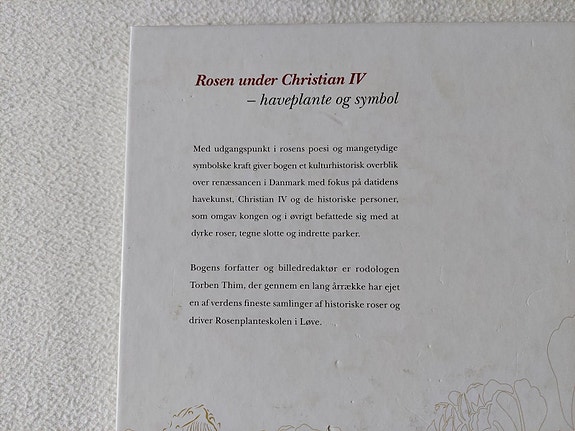 Rosen under Christian IV
– haveplante og symbol
Med udgangspunkt i rosens poesi og mangetydige
symbolske kraft giver bogen et kulturhistorisk overblik
over renæssancen i Danmark med fokus på datidens
havekunst, Christian IV og de historiske personer,
som omgav kongen og i øvrigt befattede sig med at
dyrke roser, tegne slotte og indrette parker.
Bogens forfatter og billedredaktør er rodologen
Torben Thim, der gennem en lang årrække har ejet
en af verdens fineste samlinger af historiske roser og
driver Rosenplanteskolen i Løve.